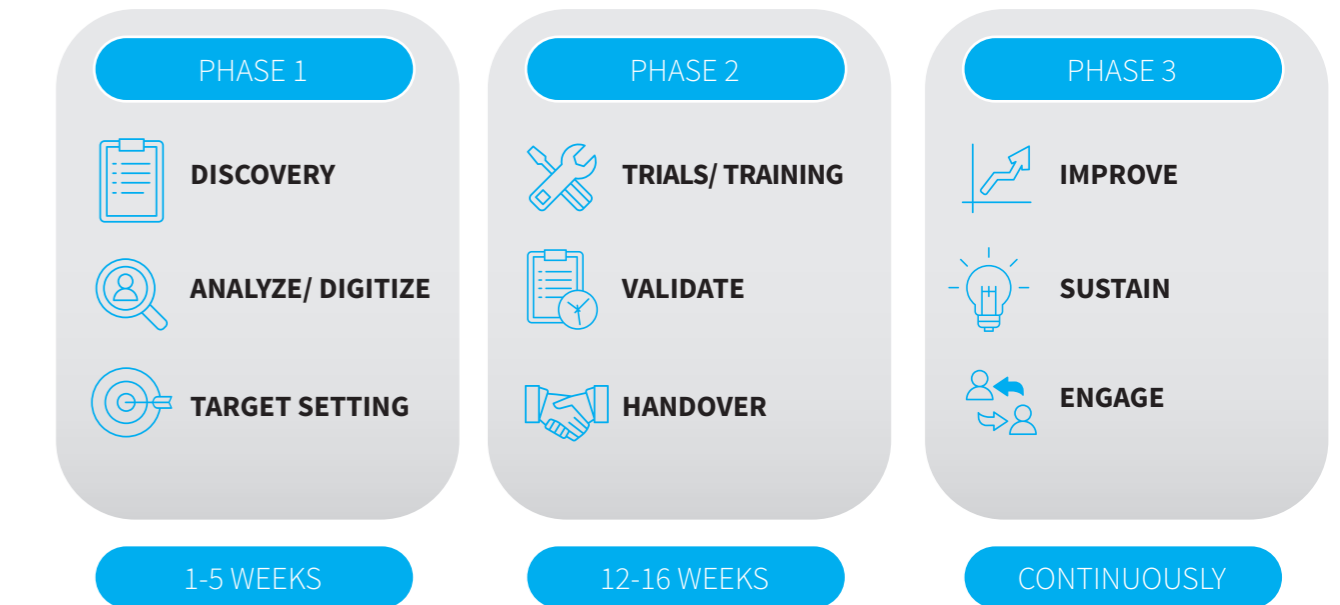 PHASE 1
DISCOVERY
ANALYZE/ DIGITIZE
TARGET SETTING
1-5 WEEKS
PHASE 2
TRIALS/ TRAINING
VALIDATE
HANDOVER
12-16 WEEKS
PHASE 3
IMPROVE
SUSTAIN
ENGAGE
CONTINUOUSLY